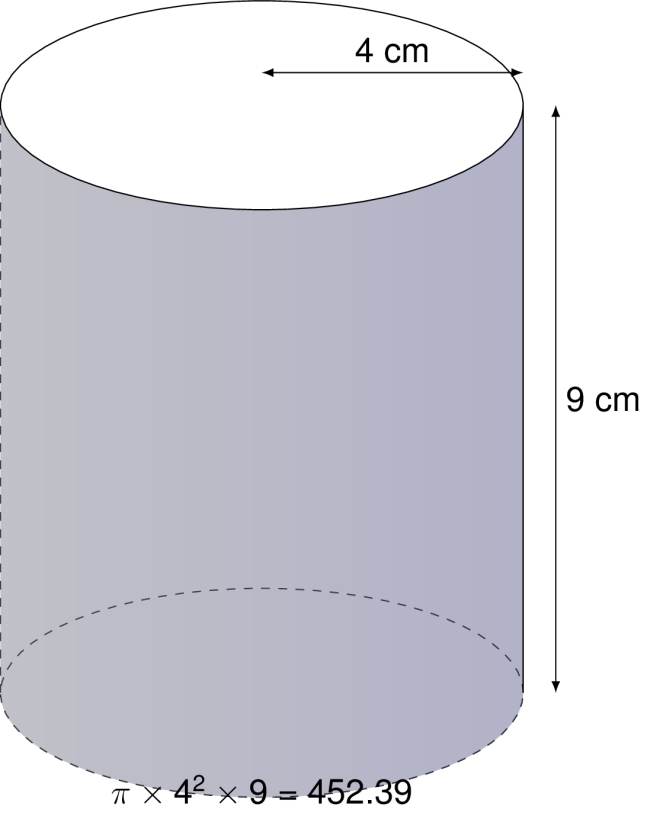 4 cm
9 cm
π × 4² × 9 = 452.39